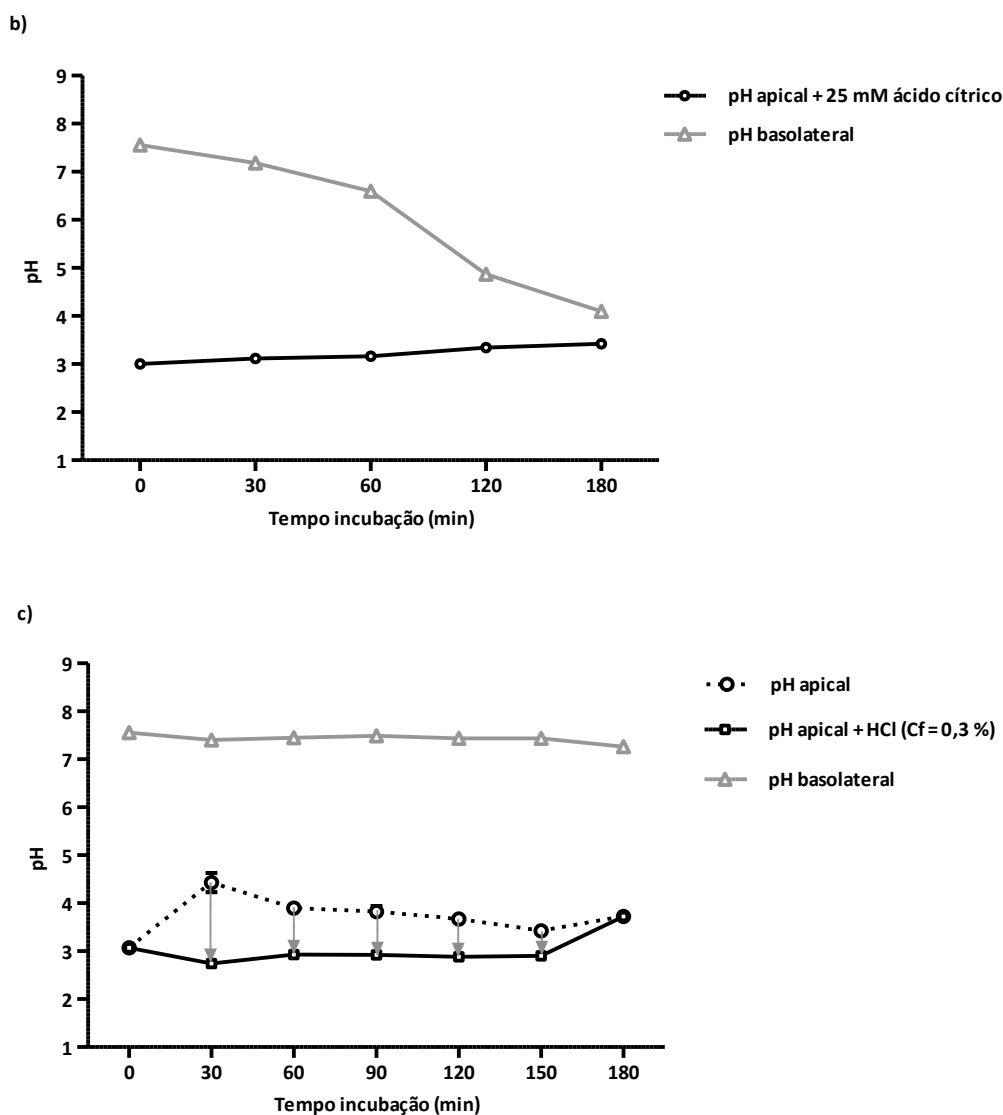 b)
9
8
7
6
5
4
3
2
1
pH
0 30 60 120 180
Tempo incubação (min)
pH apical + 25 mM ácido cítrico
pH basolateral
c)
9
8
7
6
5
4
3
2
1
pH
0 30 60 90 120 150 180
Tempo incubação (min)
pH apical
pH apical + HCl (Cf = 0,3 %)
pH basolateral